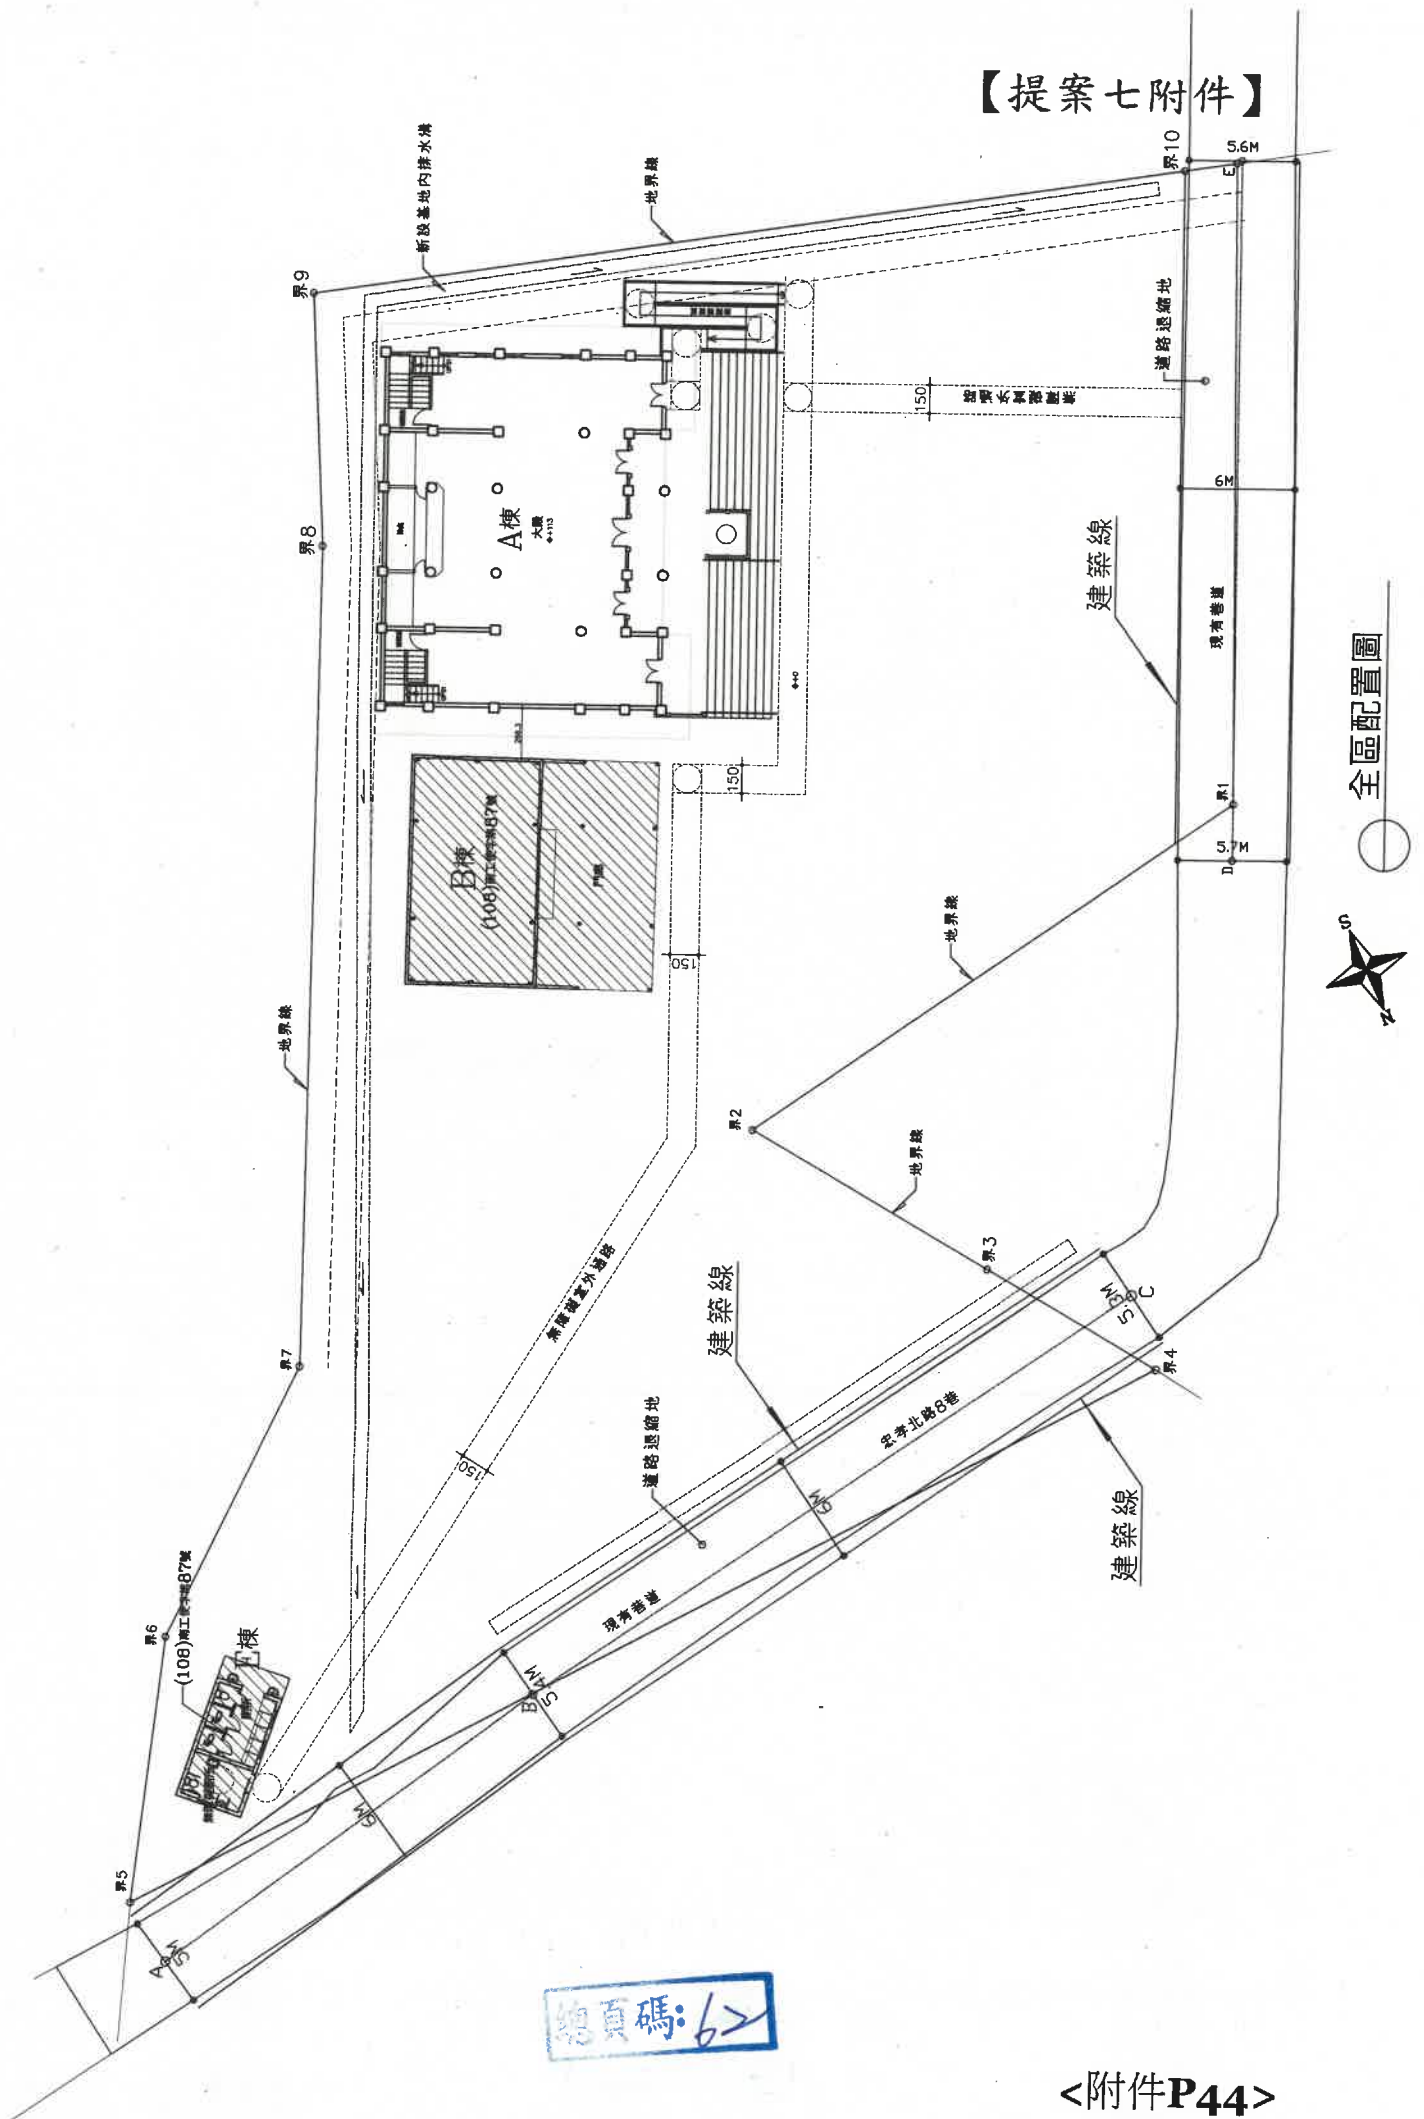 【提案七附件】
界10
5.6M
E
新設基地內排水溝
地界線
界9
道路退縮地
150
界8
A棟
大殿
6M
建築線
現有巷道
全區配置圖
150
B棟
(108)南工使字第87號
門廳
界1
5.7M
D
地界線
150
S
N
地界線
界2
地界線
界3
無障礙室外通路
建築線
5.3M
C
界7
界4
150
道路退縮地
忠孝北路8巷
6M
建築線
(108)南工使字第87號
界6
E棟
現有巷道
5.4M
B
6M
界5
A
5M
總頁碼:62
<附件P44>